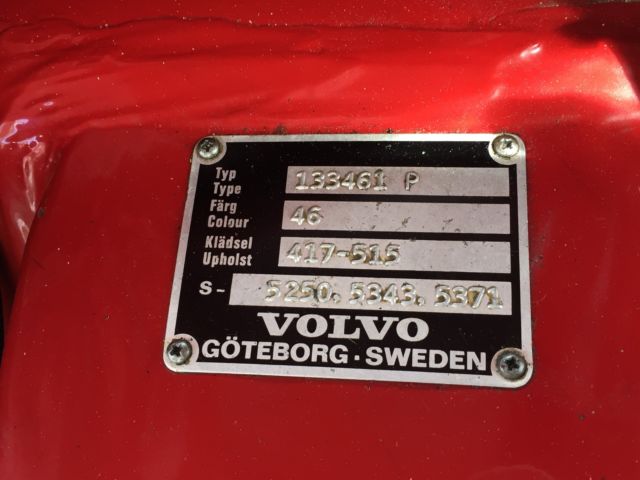 Typ
Type 133461 P
Färg
Colour 46
Klädsel
Upholst 417-515
S- 5250. 5343. 5371
VOLVO
GÖTEBORG · SWEDEN